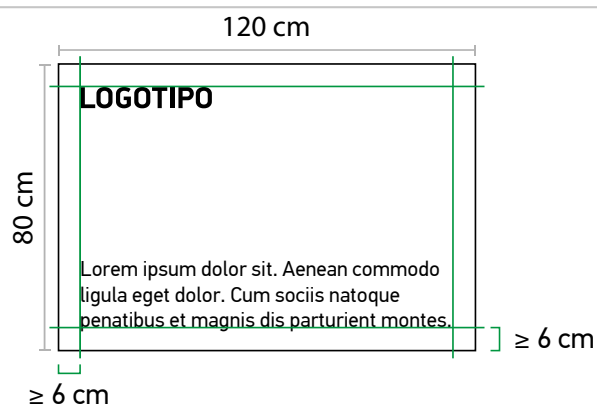 120 cm
LOGOTIPO
80 cm
Lorem ipsum dolor sit. Aenean commodo
ligula eget dolor. Cum sociis natoque
penatibus et magnis dis parturient montes.
≥ 6 cm
≥ 6 cm